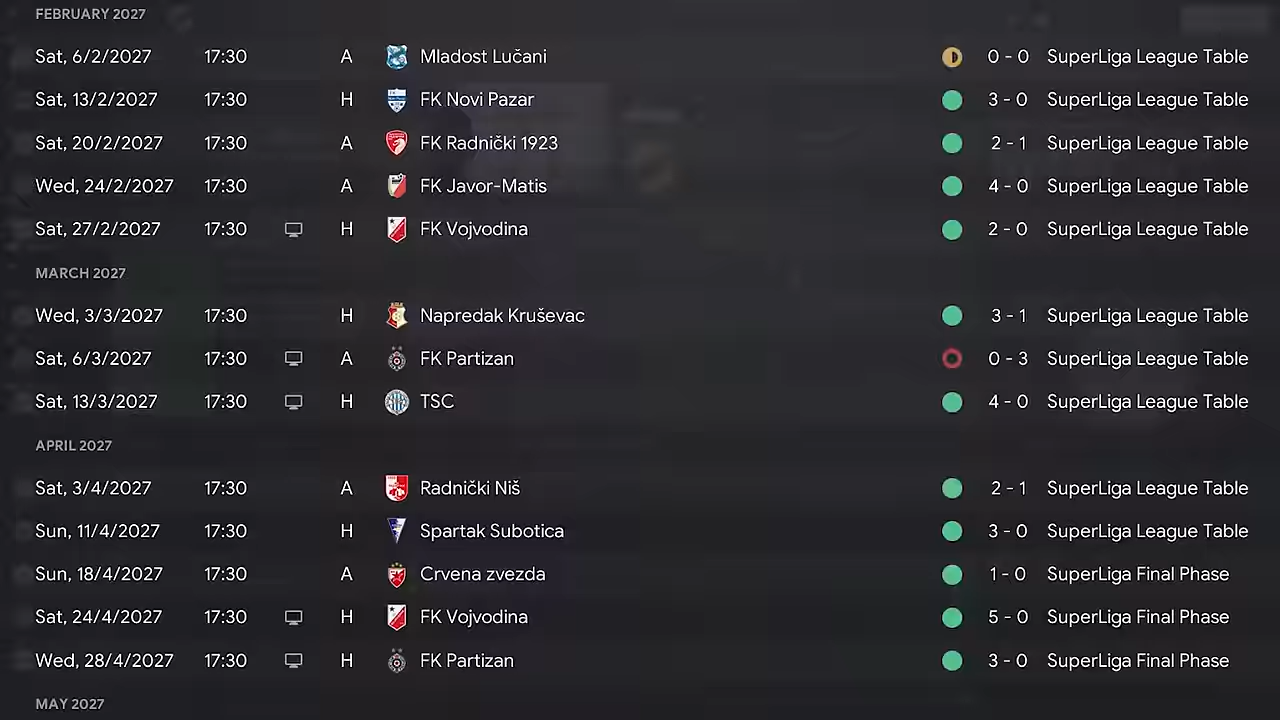 FEBRUARY 2027
Sat, 6/2/2027 17:30 A Mladost Lučani 0 - 0 SuperLiga League Table
Sat, 13/2/2027 17:30 H FK Novi Pazar 3 - 0 SuperLiga League Table
Sat, 20/2/2027 17:30 A FK Radnički 1923 2 - 1 SuperLiga League Table
Wed, 24/2/2027 17:30 A FK Javor-Matis 4 - 0 SuperLiga League Table
Sat, 27/2/2027 17:30 H FK Vojvodina 2 - 0 SuperLiga League Table
MARCH 2027
Wed, 3/3/2027 17:30 H Napredak Kruševac 3 - 1 SuperLiga League Table
Sat, 6/3/2027 17:30 A FK Partizan 0 - 3 SuperLiga League Table
Sat, 13/3/2027 17:30 H TSC 4 - 0 SuperLiga League Table
APRIL 2027
Sat, 3/4/2027 17:30 A Radnički Niš 2 - 1 SuperLiga League Table
Sun, 11/4/2027 17:30 H Spartak Subotica 3 - 0 SuperLiga League Table
Sun, 18/4/2027 17:30 A Crvena zvezda 1 - 0 SuperLiga Final Phase
Sat, 24/4/2027 17:30 H FK Vojvodina 5 - 0 SuperLiga Final Phase
Wed, 28/4/2027 17:30 H FK Partizan 3 - 0 SuperLiga Final Phase
MAY 2027